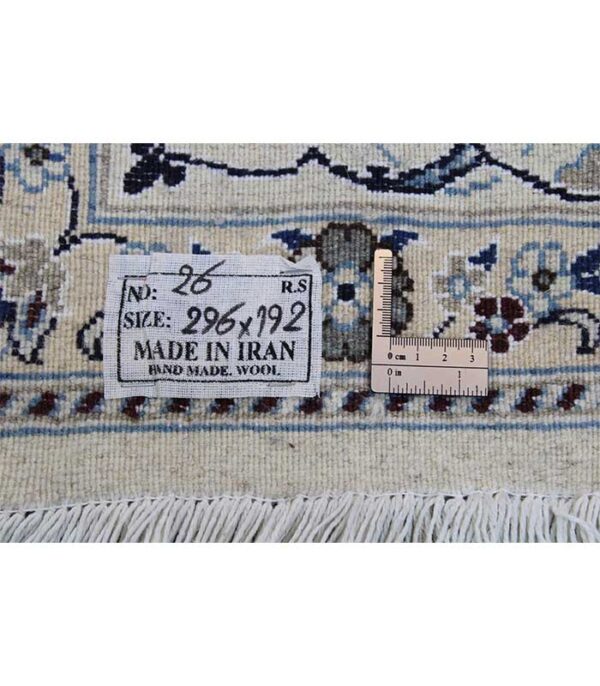 NO: 26 R.S
SIZE: 296x192
MADE IN IRAN
HAND MADE. WOOL
0 cm 1 2 3
0 in 1